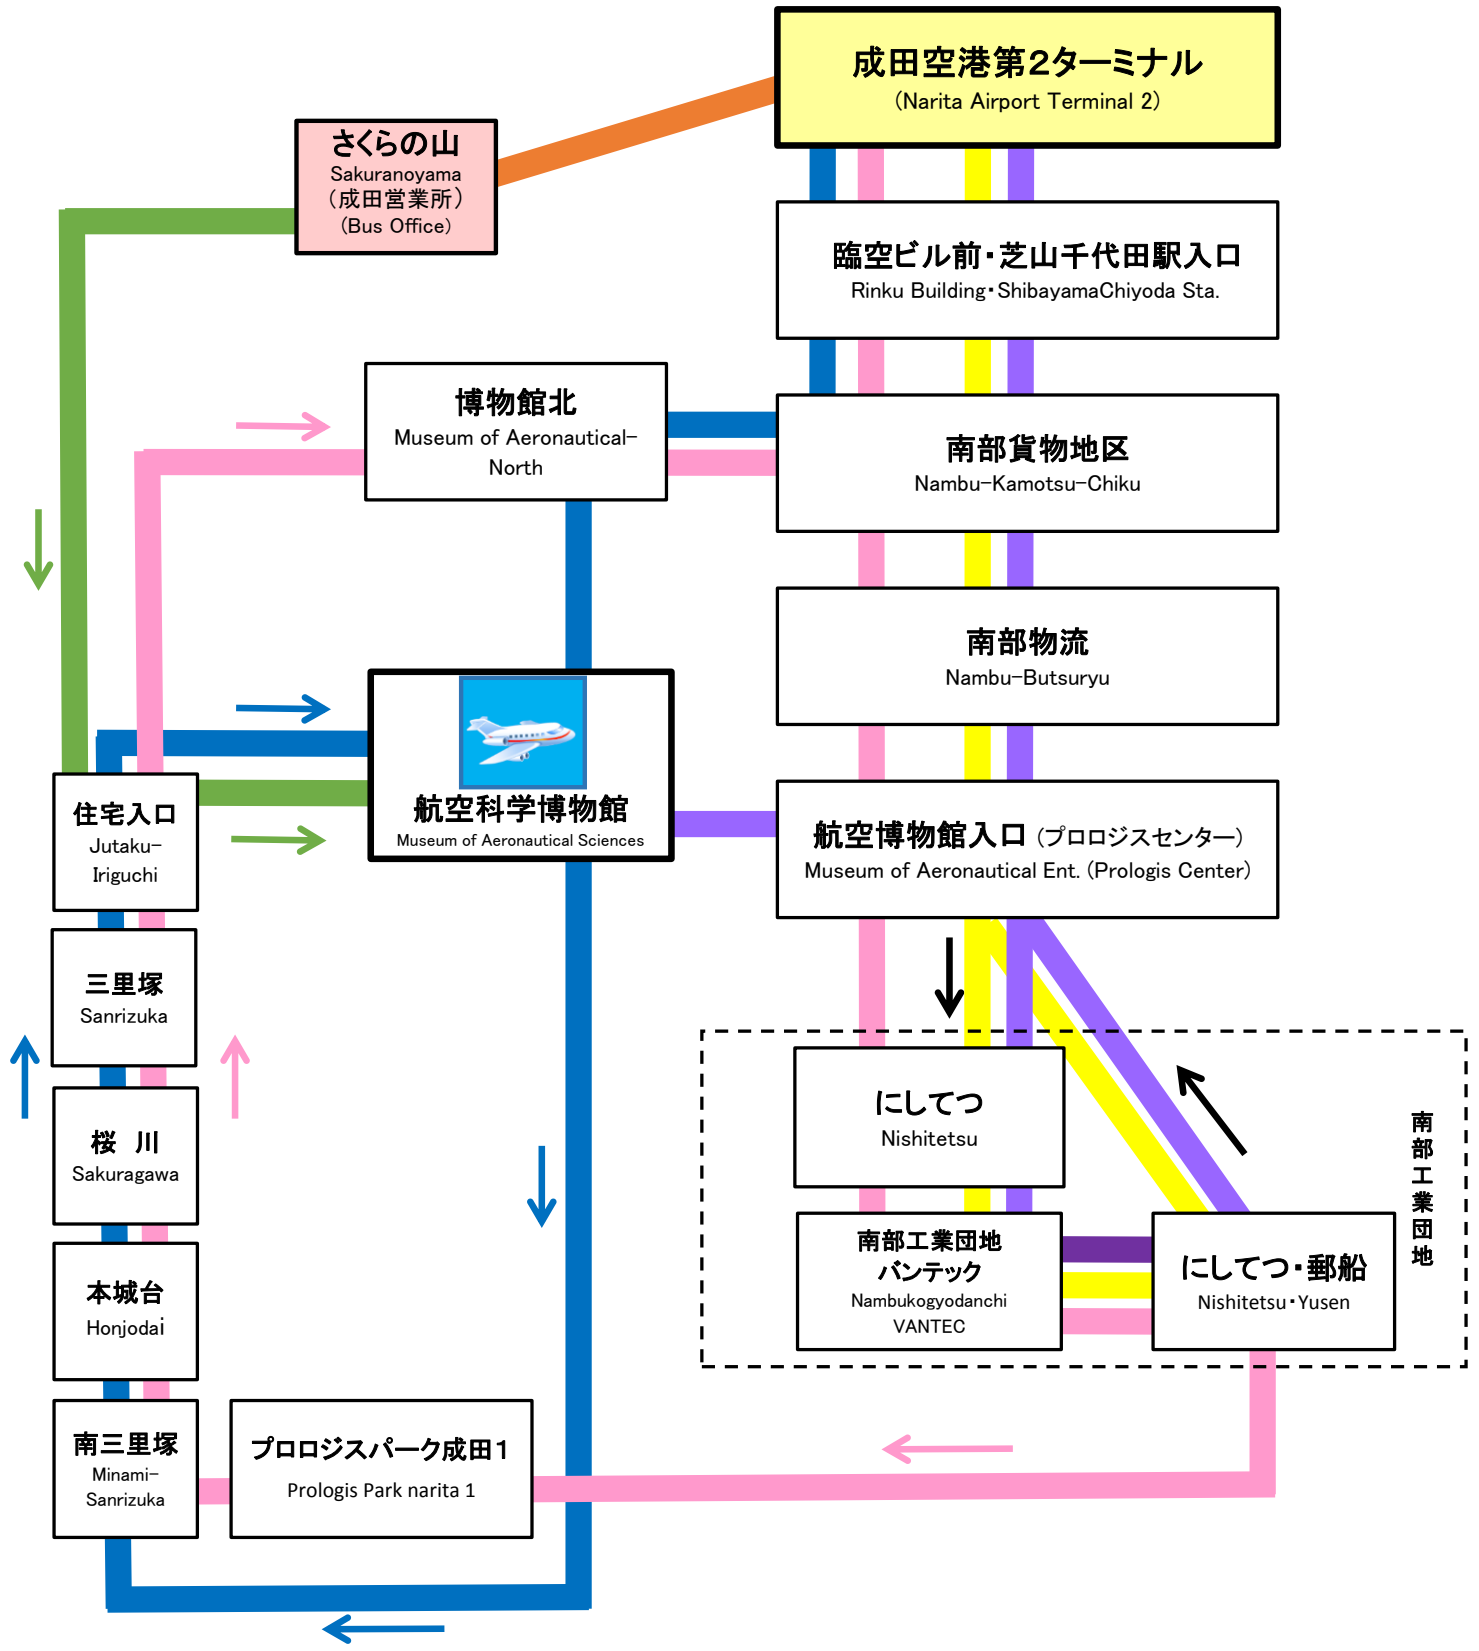 成田空港第2ターミナル
(Narita Airport Terminal 2)
さくらの山
Sakuranoyama
（成田営業所）
(Bus Office)
臨空ビル前・芝山千代田駅入口
Rinku Building・ShibayamaChiyoda Sta.
博物館北
Museum of Aeronautical-
North
南部貨物地区
Nambu-Kamotsu-Chiku
南部物流
Nambu-Butsuryu
航空科学博物館
Museum of Aeronautical Sciences
住宅入口
Jutaku-
Iriguchi
航空博物館入口（プロロジスセンター）
Museum of Aeronautical Ent. (Prologis Center)
三里塚
Sanrizuka
にしてつ
Nishitetsu
桜　川
Sakuragawa
南部工業団地
南部工業団地
バンテック
Nambukogyodanchi
VANTEC
にしてつ・郵船
Nishitetsu・Yusen
本城台
Honjodai
南三里塚
Minami-
Sanrizuka
プロロジスパーク成田１
Prologis Park narita 1